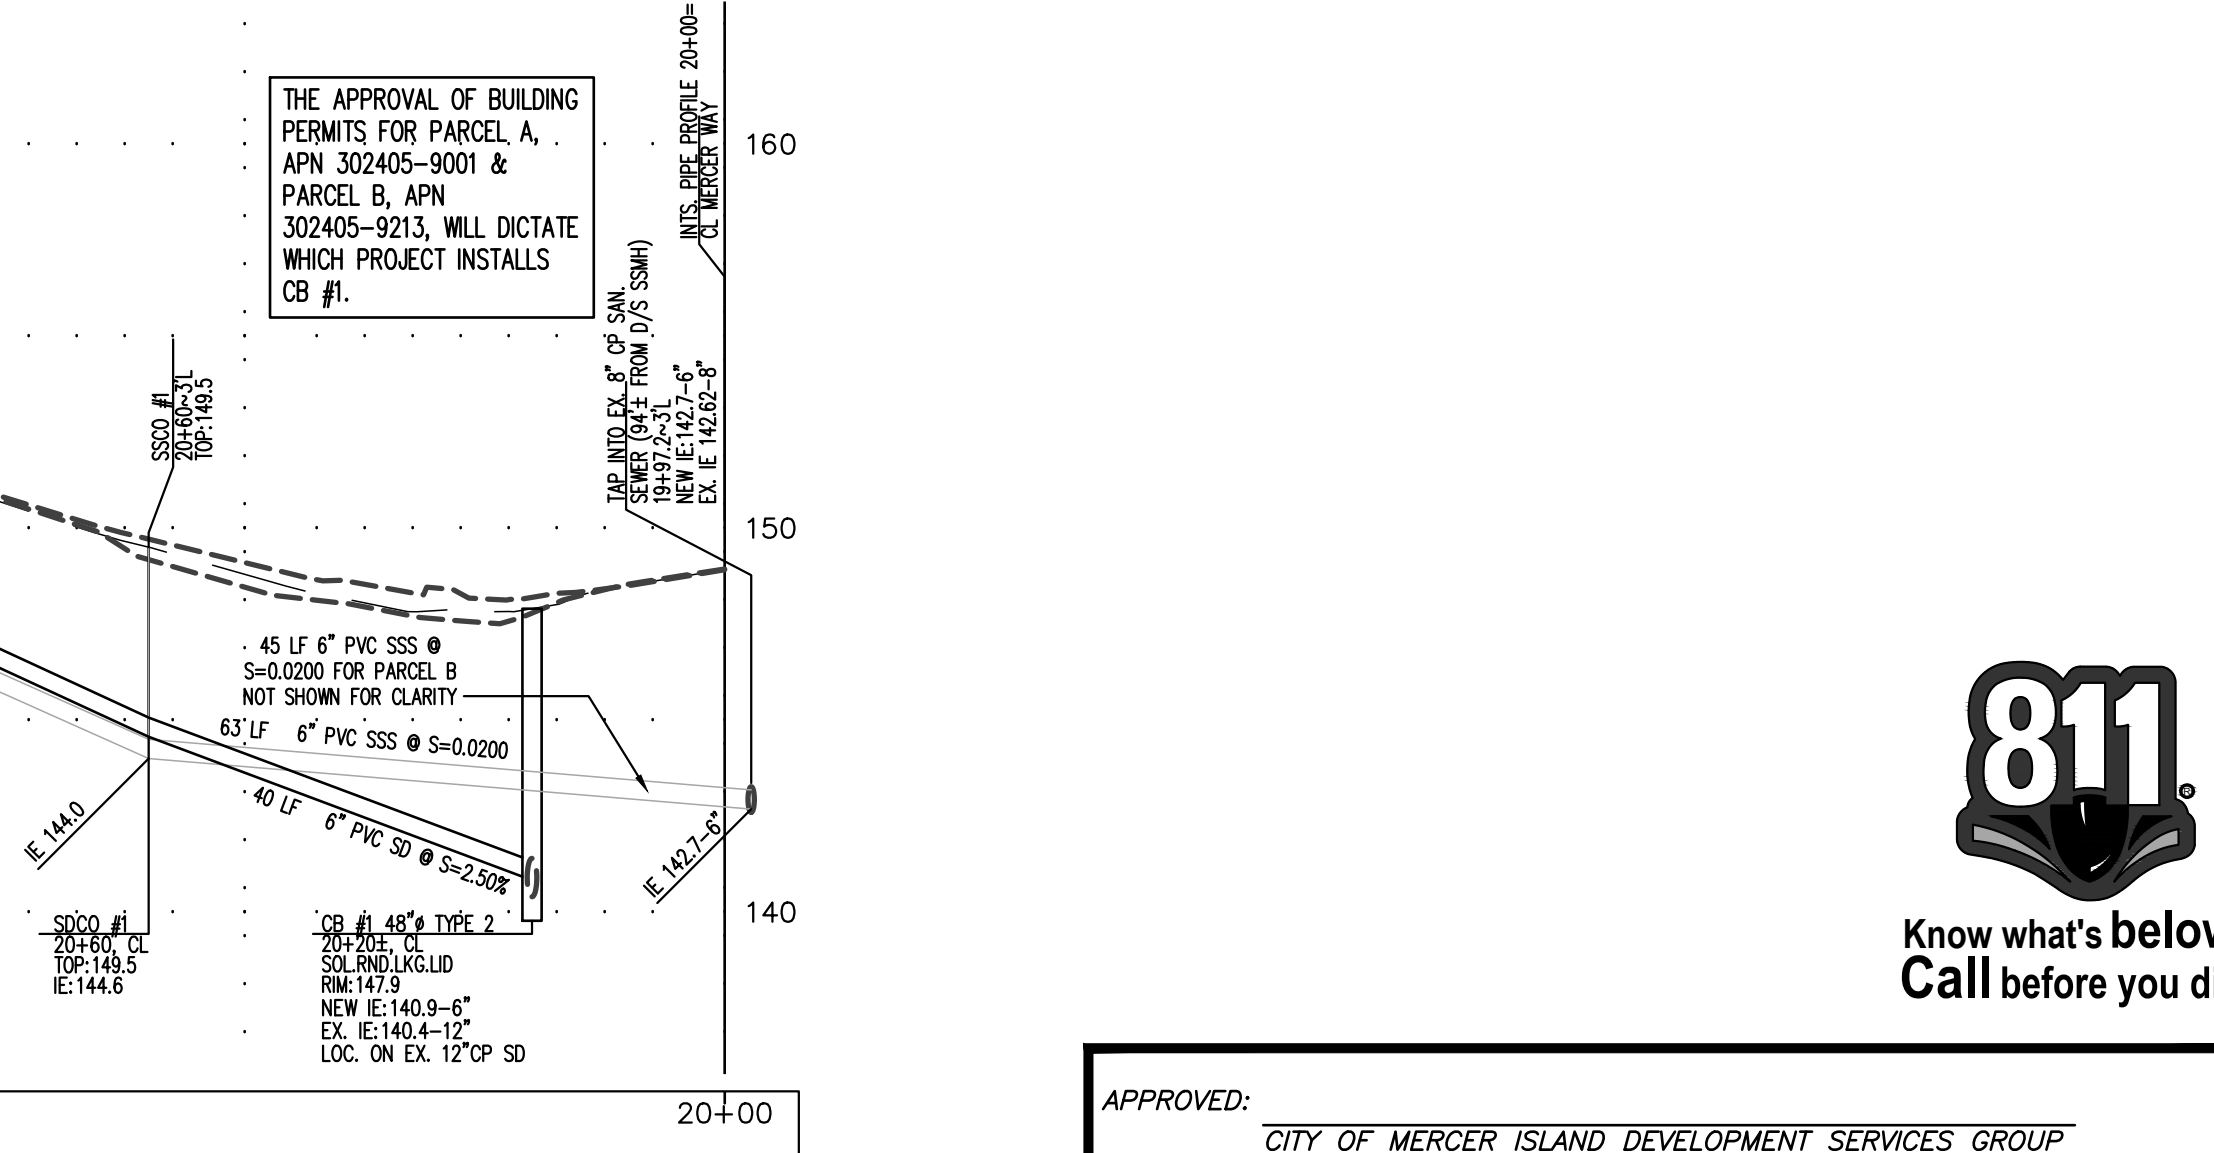 THE APPROVAL OF BUILDING
PERMITS FOR PARCEL A,
APN 302405-9001 &
PARCEL B, APN
302405-9213, WILL DICTATE
WHICH PROJECT INSTALLS
CB #1.
INTS. PIPE PROFILE 20+00=
CL MERCER WAY
160
TAP INTO EX. 8" CP SAN.
SEWER (94'± FROM D/S SSMH)
19+97.2~3'L
NEW IE:142.7-6"
EX. IE 142.62-8"
SSCO #1
20+60~3'L
TOP:149.5
150
45 LF 6" PVC SSS @
S=0.0200 FOR PARCEL B
NOT SHOWN FOR CLARITY
63 LF 6" PVC SSS @ S=0.0200
40 LF 6" PVC SD @ S=2.50%
IE 144.0
IE 142.7-6"
140
SDCO #1
20+60, CL
TOP:149.5
IE:144.6
CB #1 48"ø TYPE 2
20+20±, CL
SOL.RND.LKG.LID
RIM:147.9
NEW IE:140.9-6"
EX. IE:140.4-12"
LOC. ON EX. 12"CP SD
20+00
811
®
Know what's belov
Call before you di
APPROVED:
CITY OF MERCER ISLAND DEVELOPMENT SERVICES GROUP